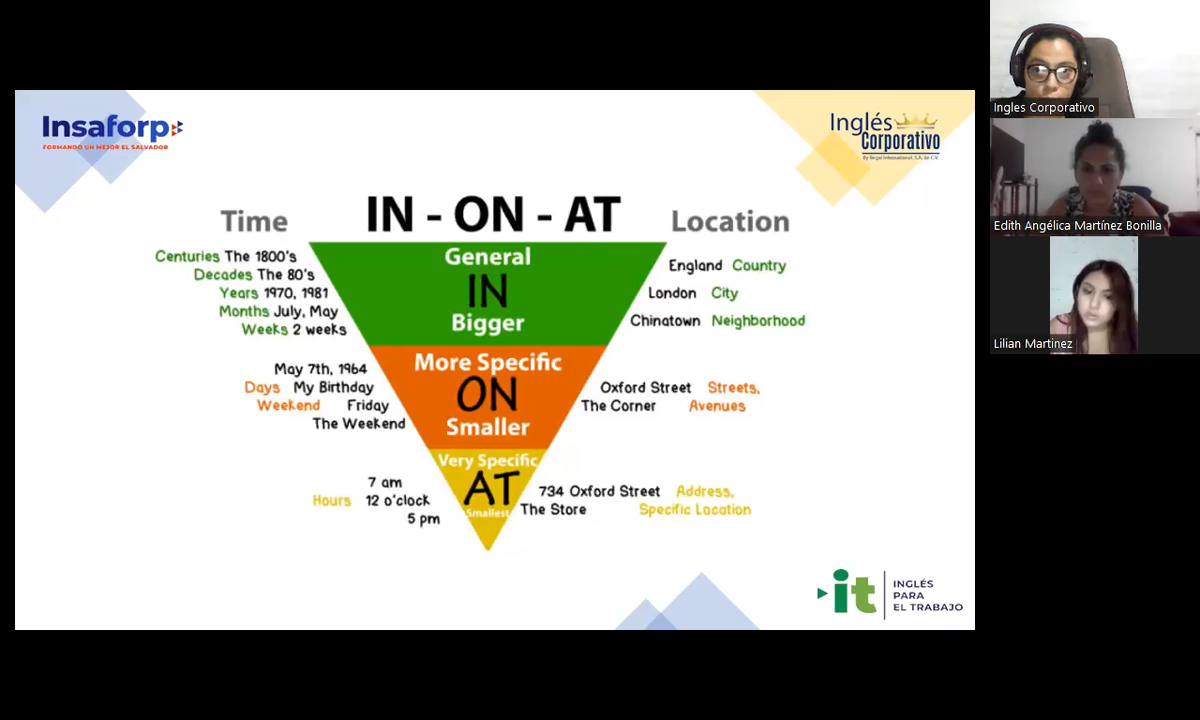 Insaforp
FORMANDO UN MEJOR EL SALVADOR
Inglés
Corporativo
By Regal International, S.A. de C.V.
IN - ON - AT
Time
Location
General
IN
Bigger
Centuries The 1800's
Decades The 80's
Years 1970, 1981
Months July, May
Weeks 2 weeks
England Country
London City
Chinatown Neighborhood
More Specific
ON
Smaller
May 7th, 1964
Days My Birthday
Weekend Friday
The Weekend
Oxford Street Streets,
The Corner Avenues
Very Specific
AT
Smallest
7 am
Hours 12 o'clock
5 pm
734 Oxford Street Address,
The Store Specific Location
it
INGLÉS
PARA
EL TRABAJO
Ingles Corporativo
Edith Angélica Martínez Bonilla
Lilian Martinez